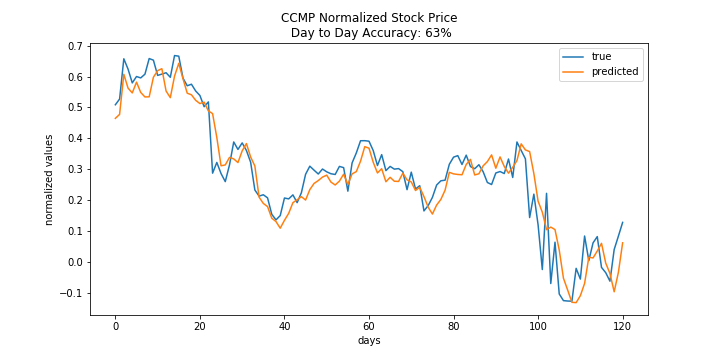 CCMP Normalized Stock Price
Day to Day Accuracy: 63%
true
predicted
normalized values
0.7
0.6
0.5
0.4
0.3
0.2
0.1
0.0
−0.1
0
20
40
60
80
100
120
days